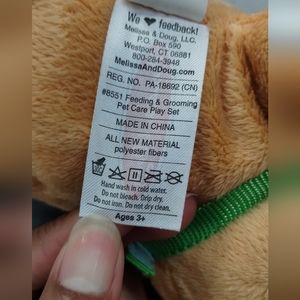 We ❤ feedback!
Melissa & Doug, LLC.
P.O. Box 590
Westport, CT 06881
800-284-3948
MelissaAndDoug.com
REG. NO. PA-18692 (CN)
#8551 Feeding & Grooming
Pet Care Play Set
MADE IN CHINA
ALL NEW MATERIAL
polyester fibers
Hand wash in cold water.
Do not bleach. Drip dry.
Do not iron. Do not dry clean.
Ages 3+